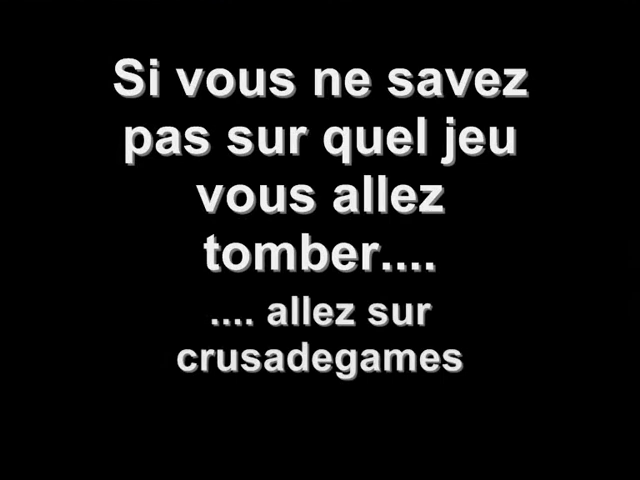 Si vous ne savez
pas sur quel jeu
vous allez
tomber....
.... allez sur
crusadegames